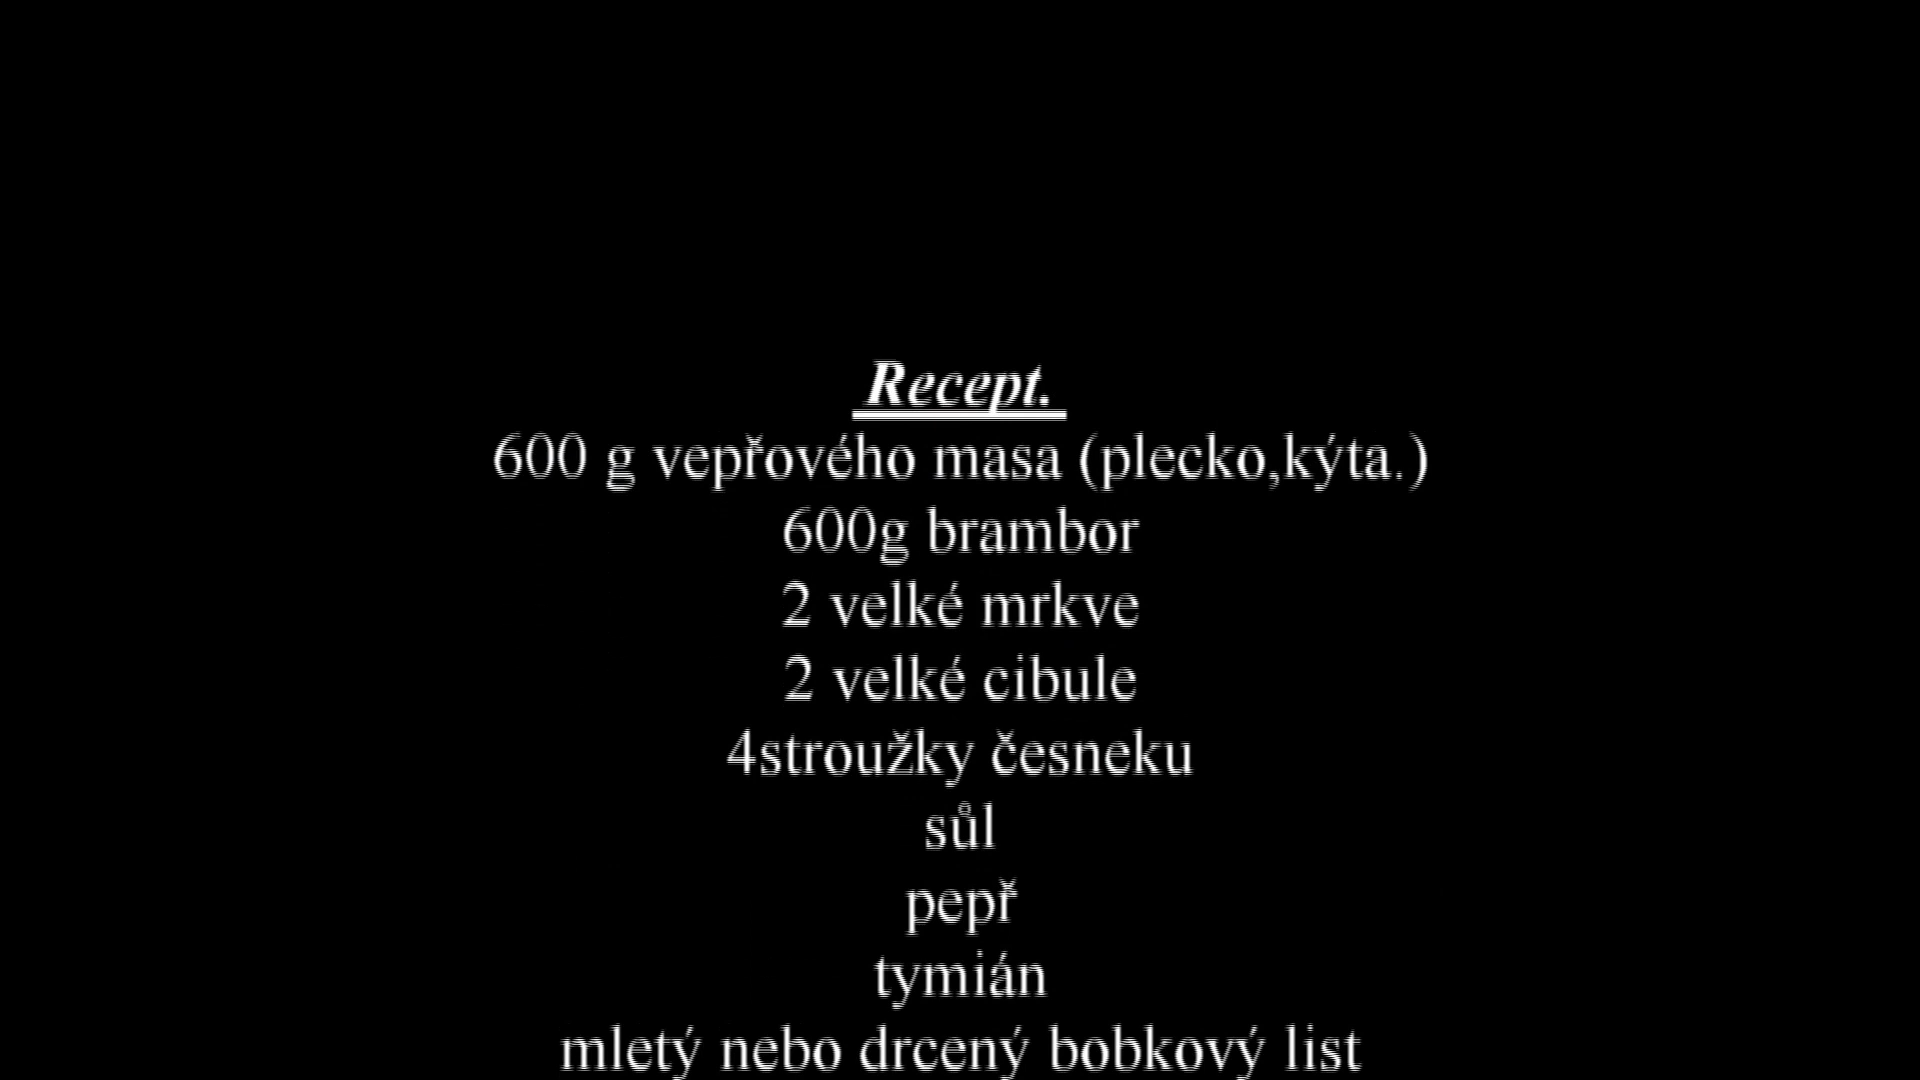 Recept.
600 g vepřového masa (plecko,kýta.)
600g brambor
2 velké mrkve
2 velké cibule
4stroužky česneku
sůl
pepř
tymián
mletý nebo drcený bobkový list